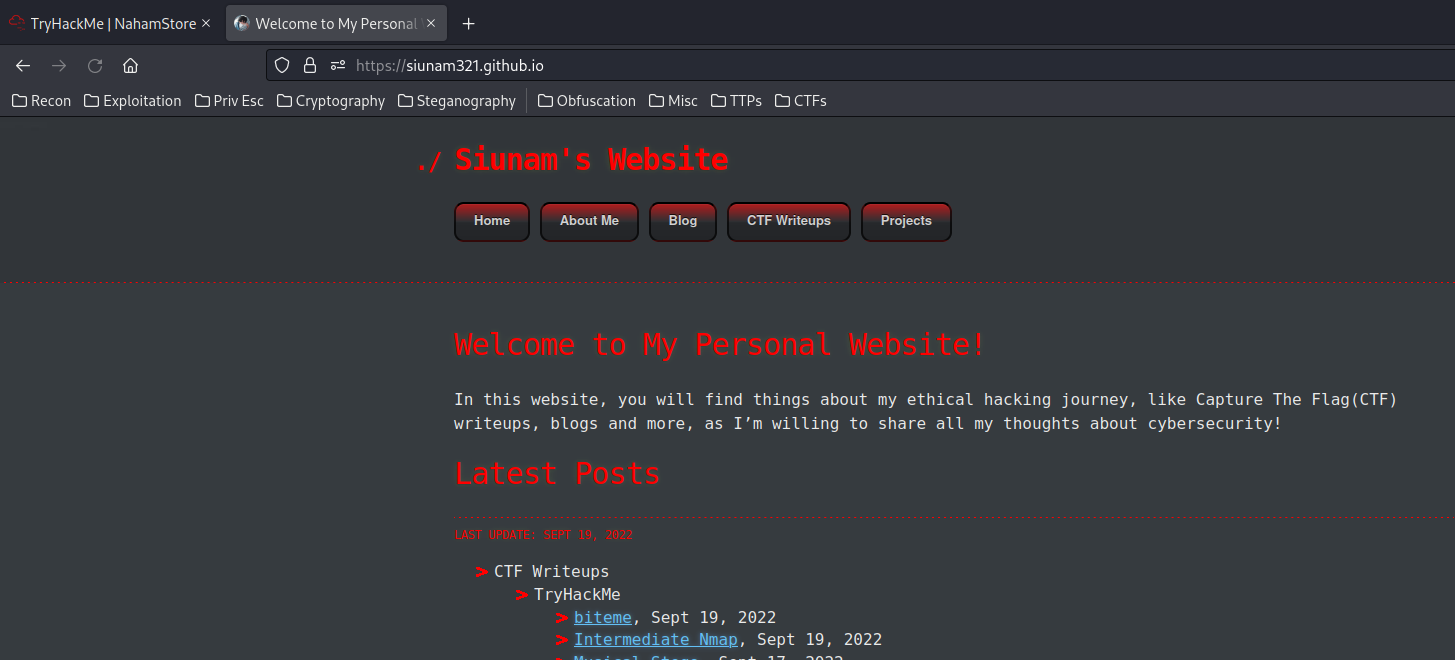 TryHackMe | NahamStore
Welcome to My Personal
https://siunam321.github.io
Recon Exploitation Priv Esc Cryptography Steganography Obfuscation Misc TTPs CTFs
./ Siunam's Website
Home About Me Blog CTF Writeups Projects
Welcome to My Personal Website!
In this website, you will find things about my ethical hacking journey, like Capture The Flag(CTF)
writeups, blogs and more, as I’m willing to share all my thoughts about cybersecurity!
Latest Posts
LAST UPDATE: SEPT 19, 2022
> CTF Writeups
> TryHackMe
> biteme, Sept 19, 2022
> Intermediate Nmap, Sept 19, 2022